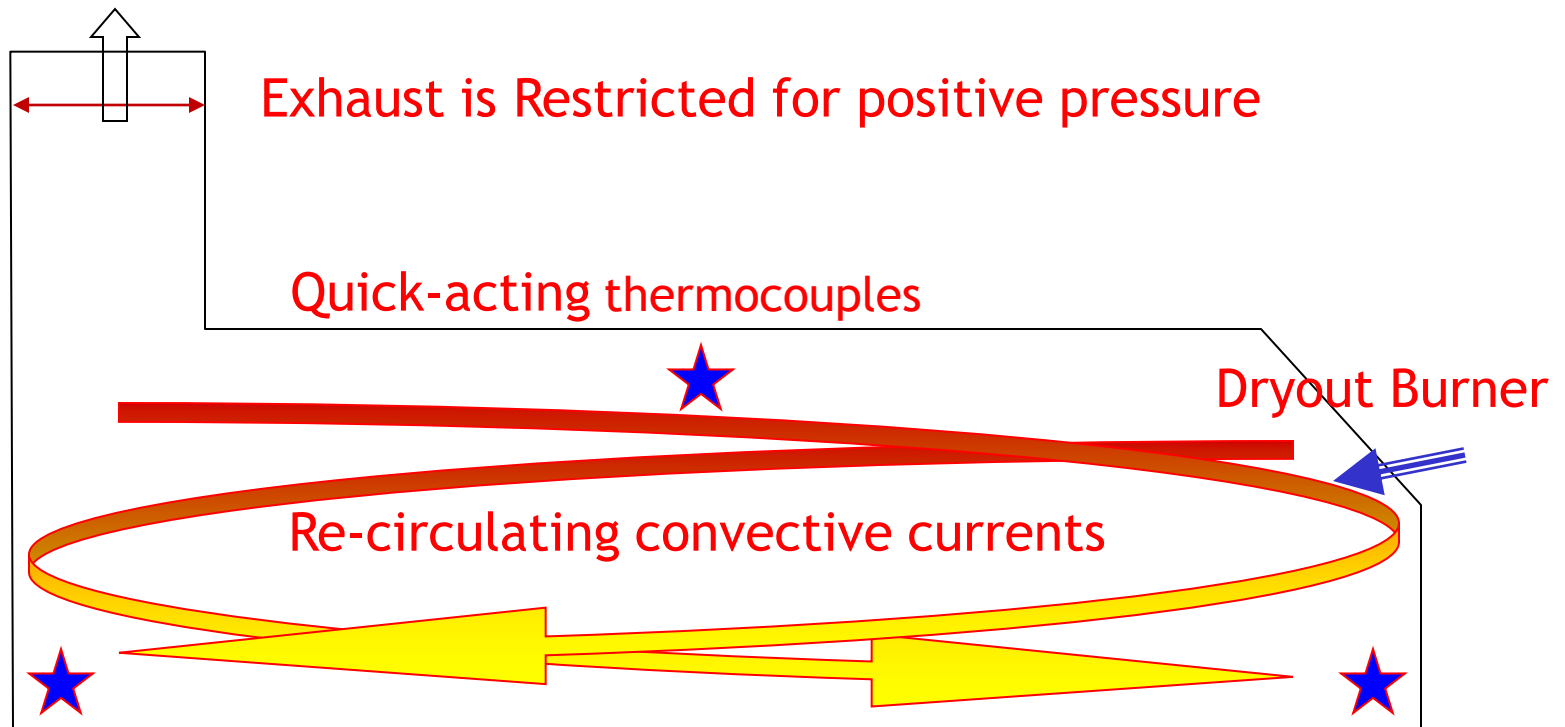 Exhaust is Restricted for positive pressure
Quick-acting thermocouples
Dryout Burner
Re-circulating convective currents